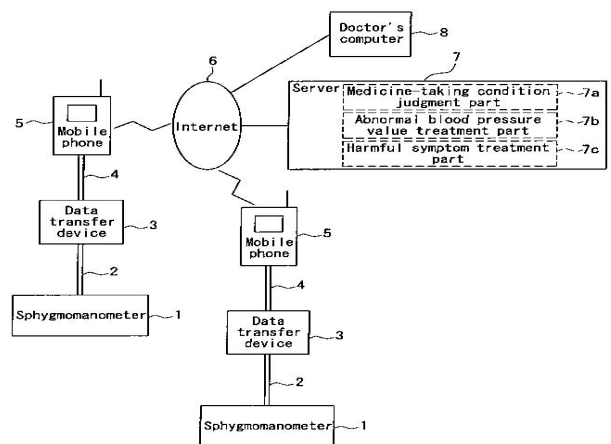 Doctor's
computer
8
6
7
Server
Medicine-taking condition
judgment part
7a
Abnormal blood pressure
value treatment part
7b
Harmful symptom treatment
part
7c
Internet
5
Mobile
phone
4
Data
transfer
device
3
2
Sphygmomanometer
1
Mobile
phone
5
4
Data
transfer
device
3
2
Sphygmomanometer
1